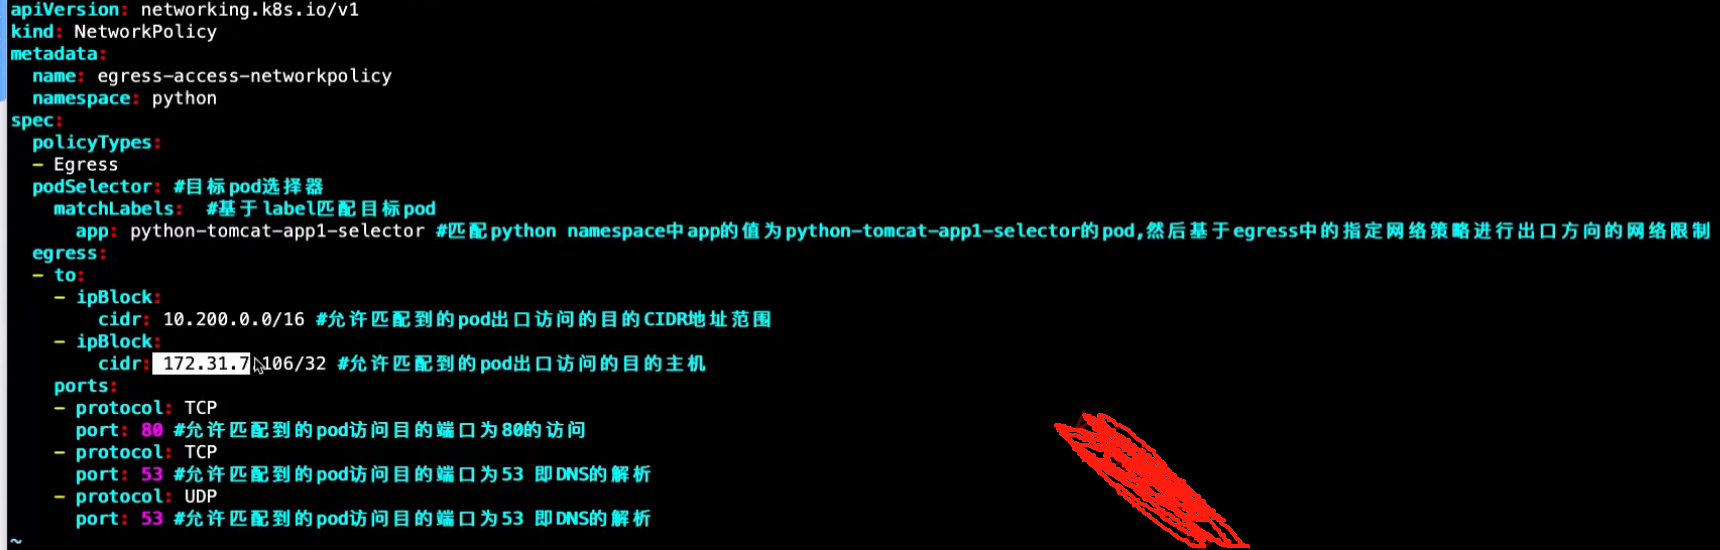 apiVersion: networking.k8s.io/v1
kind: NetworkPolicy
metadata:
  name: egress-access-networkpolicy
  namespace: python
spec:
  policyTypes:
  - Egress
  podSelector: #目标pod选择器
    matchLabels:  #基于label匹配目标pod
      app: python-tomcat-app1-selector #匹配python namespace中app的值为python-tomcat-app1-selector的pod,然后基于egress中的指定网络策略进行出口方向的网络限制
  egress:
  - to:
    - ipBlock:
        cidr: 10.200.0.0/16 #允许匹配到的pod出口访问的目的CIDR地址范围
    - ipBlock:
        cidr: 172.31.7.106/32 #允许匹配到的pod出口访问的目的主机
    ports:
    - protocol: TCP
      port: 80 #允许匹配到的pod访问目的端口为80的访问
    - protocol: TCP
      port: 53 #允许匹配到的pod访问目的端口为53 即DNS的解析
    - protocol: UDP
      port: 53 #允许匹配到的pod访问目的端口为53 即DNS的解析
~